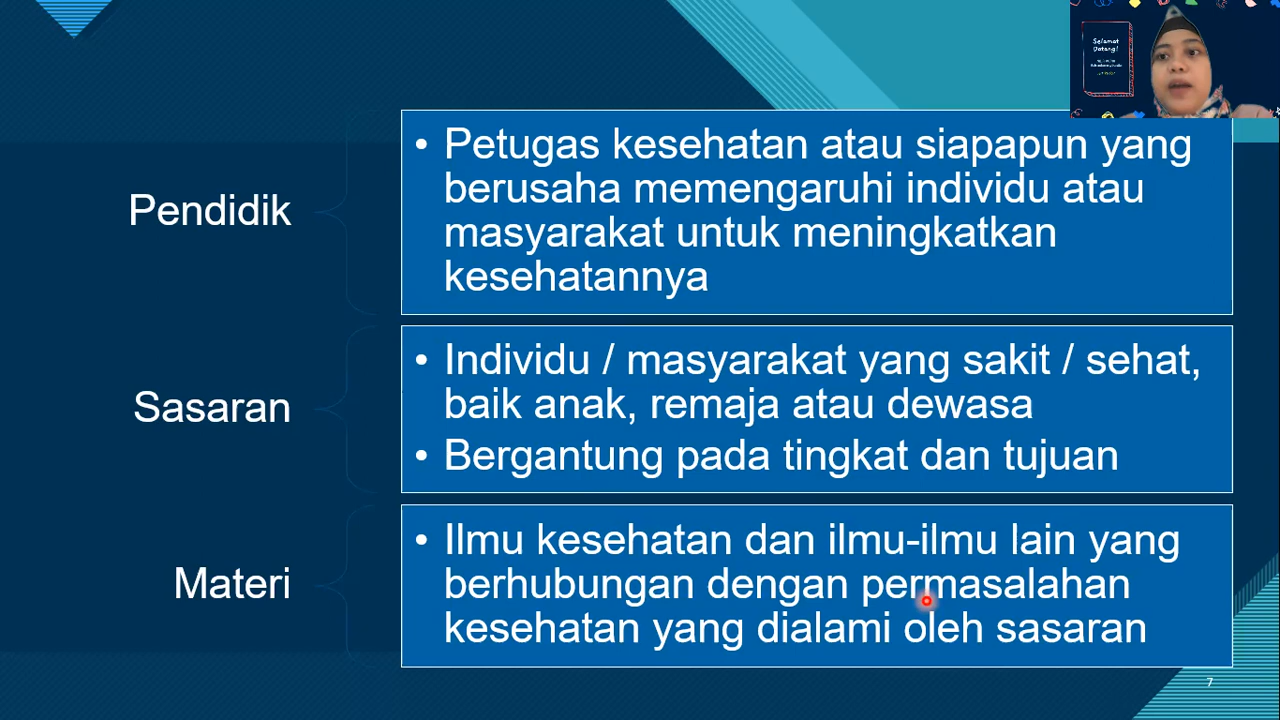 Selamat
Datang!
Pendidik
• Petugas kesehatan atau siapapun yang
berusaha memengaruhi individu atau
masyarakat untuk meningkatkan
kesehatannya
Sasaran
• Individu / masyarakat yang sakit / sehat,
baik anak, remaja atau dewasa
• Bergantung pada tingkat dan tujuan
Materi
• Ilmu kesehatan dan ilmu-ilmu lain yang
berhubungan dengan permasalahan
kesehatan yang dialami oleh sasaran
7